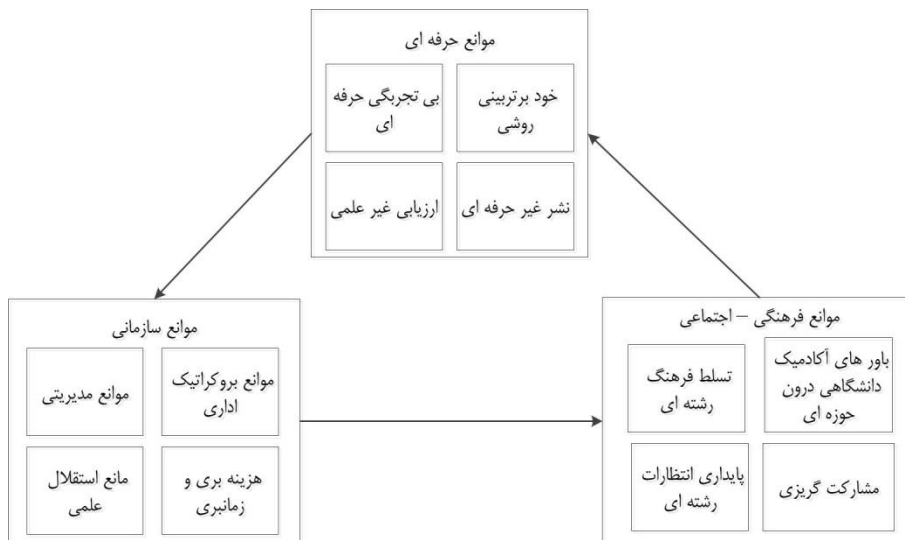 موانع حرفه ای
خود برتربینی
روشی
بی تجربگی حرفه
ای
نشر غیر حرفه ای
ارزیابی غیر علمی
موانع فرهنگی – اجتماعی
باور های آکادمیک
دانشگاهی درون
حوزه ای
تسلط فرهنگ
رشته ای
مشارکت گریزی
پایداری انتظارات
رشته ای
موانع سازمانی
موانع بروکراتیک
اداری
موانع مدیریتی
هزینه بری و
زمانبری
مانع استقلال
علمی